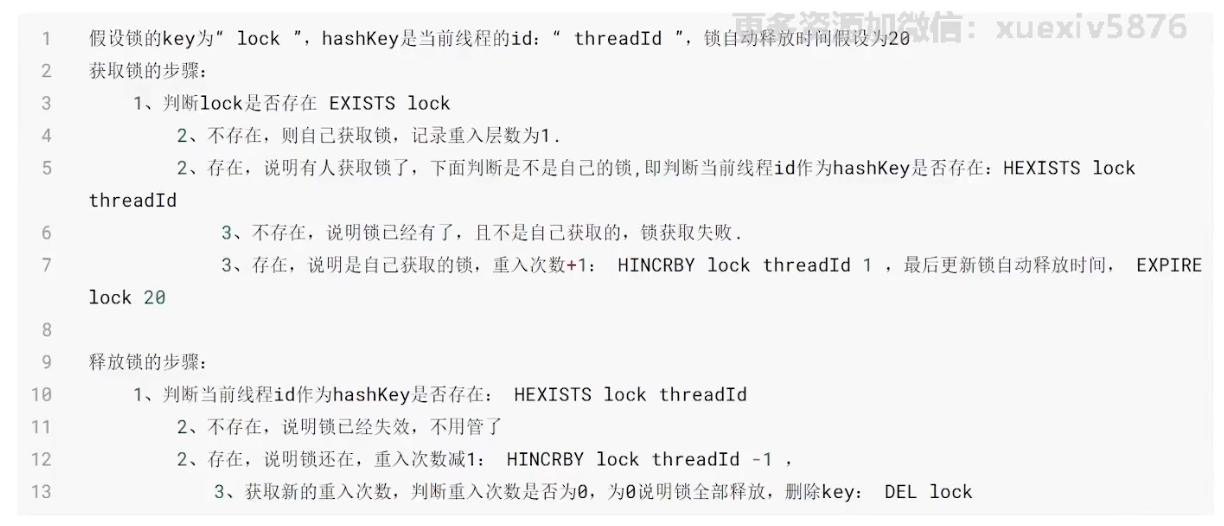 更多资源加微信：xuexiv5876
1 假设锁的key为“ lock ”，hashKey是当前线程的id：“ threadId ”，锁自动释放时间假设为20
2 获取锁的步骤：
3 1、判断lock是否存在 EXISTS lock
4 2、不存在，则自己获取锁，记录重入层数为1.
5 2、存在，说明有人获取锁了，下面判断是不是自己的锁,即判断当前线程id作为hashKey是否存在：HEXISTS lock
threadId
6 3、不存在，说明锁已经有了，且不是自己获取的，锁获取失败.
7 3、存在，说明是自己获取的锁，重入次数+1： HINCRBY lock threadId 1 ，最后更新锁自动释放时间， EXPIRE
lock 20
8
9 释放锁的步骤：
10 1、判断当前线程id作为hashKey是否存在： HEXISTS lock threadId
11 2、不存在，说明锁已经失效，不用管了
12 2、存在，说明锁还在，重入次数减1： HINCRBY lock threadId -1 ，
13 3、获取新的重入次数，判断重入次数是否为0，为0说明锁全部释放，删除key： DEL lock